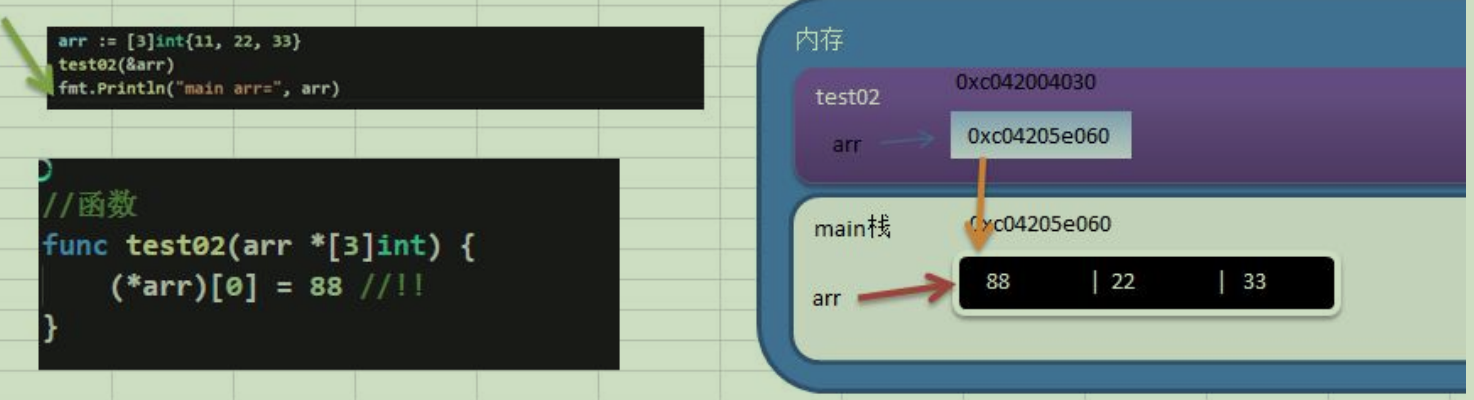 arr := [3]int{11, 22, 33}
test02(&arr)
fmt.Println("main arr=", arr)
//函数
func test02(arr *[3]int) {
(*arr)[0] = 88 //!!
}
内存
test02
0xc042004030
arr
0xc04205e060
main栈
0xc04205e060
arr
88 | 22 | 33